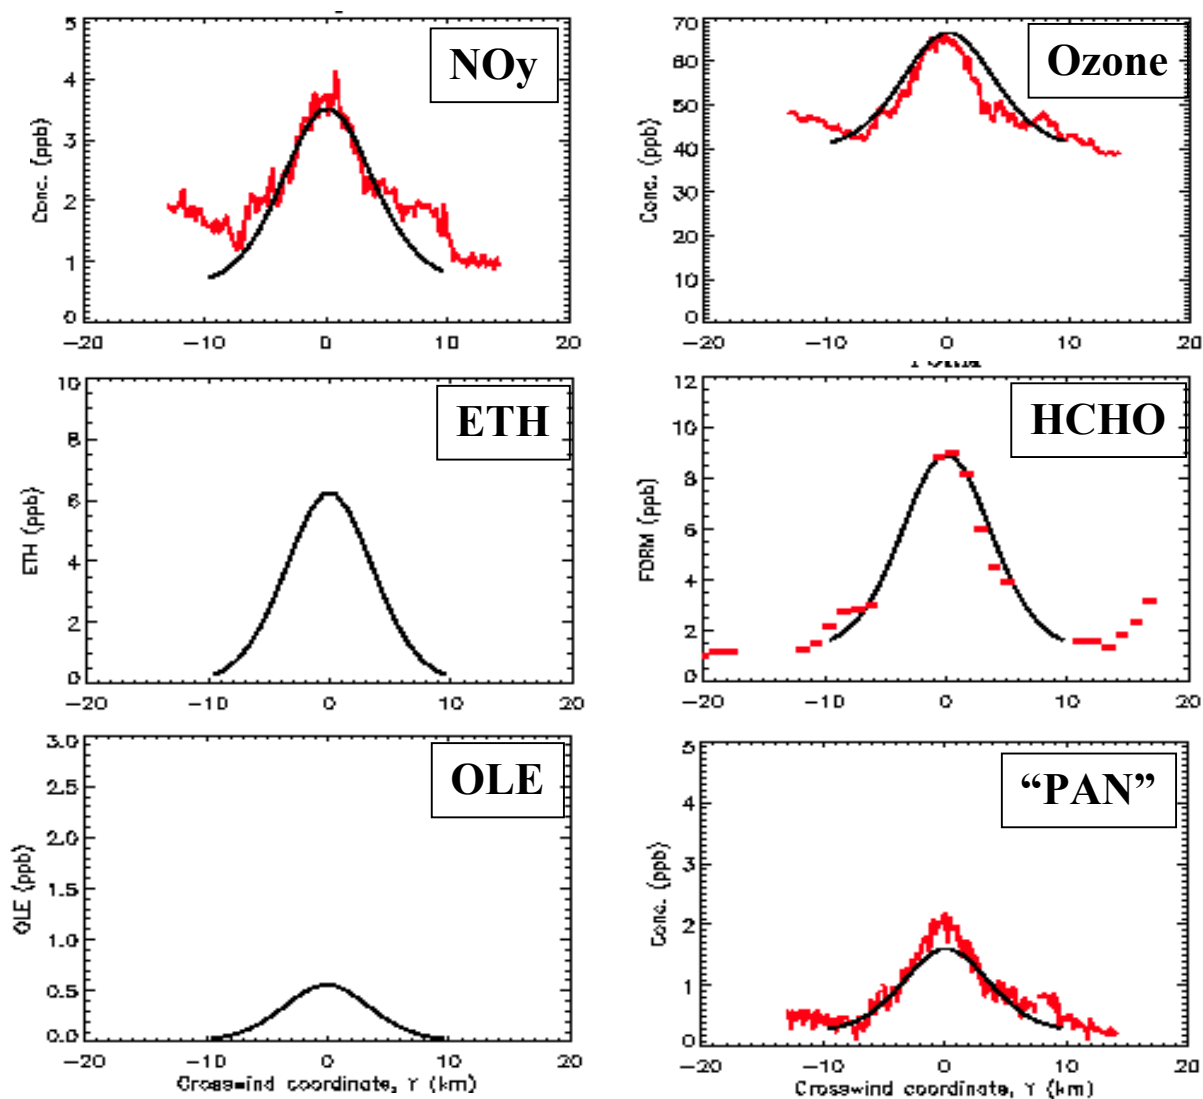 NOy
5
4
3
2
1
0
Conc. (ppb)
−20 −10 0 10 20
Ozone
70
60
50
40
30
20
10
0
Conc. (ppb)
−20 −10 0 10 20
ETH
10
8
6
4
2
0
ETH (ppb)
−20 −10 0 10 20
FORM
HCHO
12
10
8
6
4
2
0
FORM (ppb)
−20 −10 0 10 20
OLE
3.0
2.5
2.0
1.5
1.0
0.5
0.0
OLE (ppb)
−20 −10 0 10 20
Crosswind coordinate, Y (km)
“PAN”
5
4
3
2
1
0
Conc. (ppb)
−20 −10 0 10 20
Crosswind coordinate, Y (km)